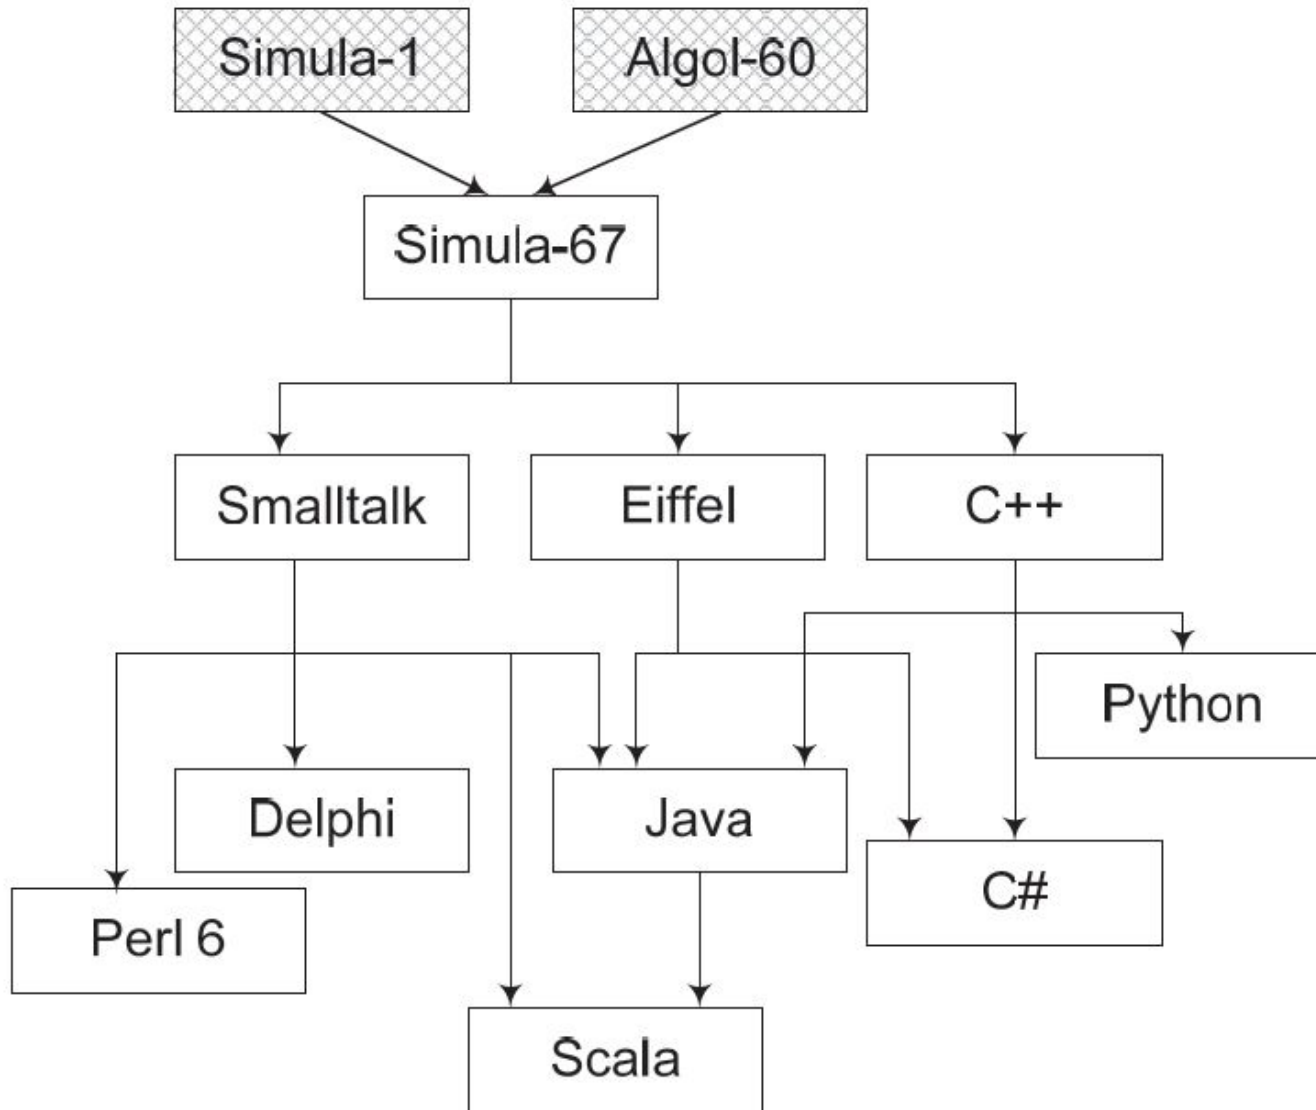 Simula-1
Algol-60
Simula-67
Smalltalk
Eiffel
C++
Python
Delphi
Java
C#
Perl 6
Scala